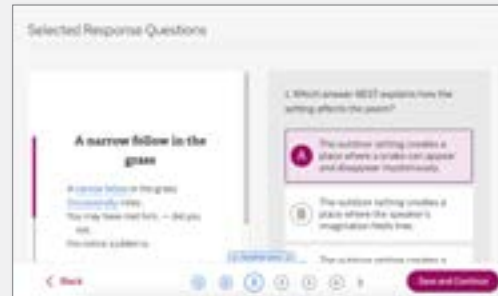 Selected Response Questions
A narrow fellow in the
grass
A narrow fellow in the grass
Occasionally rides;
You may have met him, — did you
not,
His notice sudden is.
1. Which answer BEST explains how the
setting affects the poem?
A
The outdoor setting creates a
place where a snake can appear
and disappear mysteriously.
B
The outdoor setting creates a
place where the speaker's
imagination feels free.
The outdoor setting creates a
Back
Save and Continue